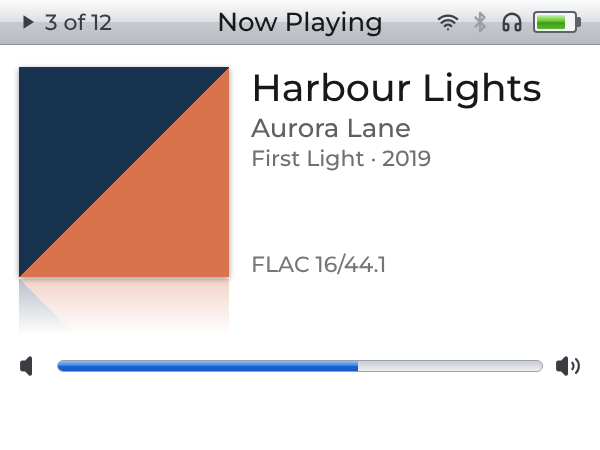 3 of 12
Now Playing
Harbour Lights
Aurora Lane
First Light · 2019
FLAC 16/44.1